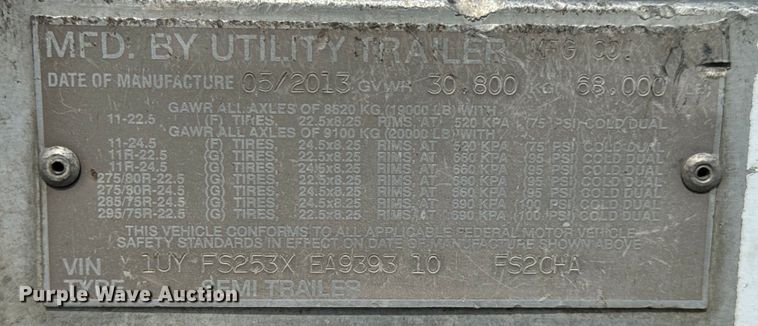 MFD. BY UTILITY TRAILER MFG CO.
DATE OF MANUFACTURE 05/2013 GVWR 30,800 KG 68,000 LB
GAWR ALL AXLES OF 8520 KG (19000 LB) WITH
11-22.5 (F) TIRES, 22.5x8.25 RIMS, AT 520 KPA (75 PSI) COLD DUAL
GAWR ALL AXLES OF 9100 KG (20000 LB) WITH
11-24.5 (F) TIRES, 24.5x8.25 RIMS, AT 520 KPA (75 PSI) COLD DUAL
11R-22.5 (G) TIRES, 22.5x8.25 RIMS, AT 660 KPA (95 PSI) COLD DUAL
11R-24.5 (G) TIRES, 24.5x8.25 RIMS, AT 660 KPA (95 PSI) COLD DUAL
275/80R-22.5 (G) TIRES, 22.5x8.25 RIMS, AT 660 KPA (95 PSI) COLD DUAL
275/80R-24.5 (G) TIRES, 24.5x8.25 RIMS, AT 660 KPA (95 PSI) COLD DUAL
285/75R-24.5 (G) TIRES, 24.5x8.25 RIMS, AT 690 KPA (100 PSI) COLD DUAL
295/75R-22.5 (G) TIRES, 22.5x8.25 RIMS, AT 690 KPA (100 PSI) COLD DUAL
THIS VEHICLE CONFORMS TO ALL APPLICABLE FEDERAL MOTOR VEHICLE
SAFETY STANDARDS IN EFFECT ON DATE OF MANUFACTURE SHOWN ABOVE
VIN 1UY FS253X EA9393 10 FS2CHA
TYPE SEMI TRAILER
Purple Wave Auction